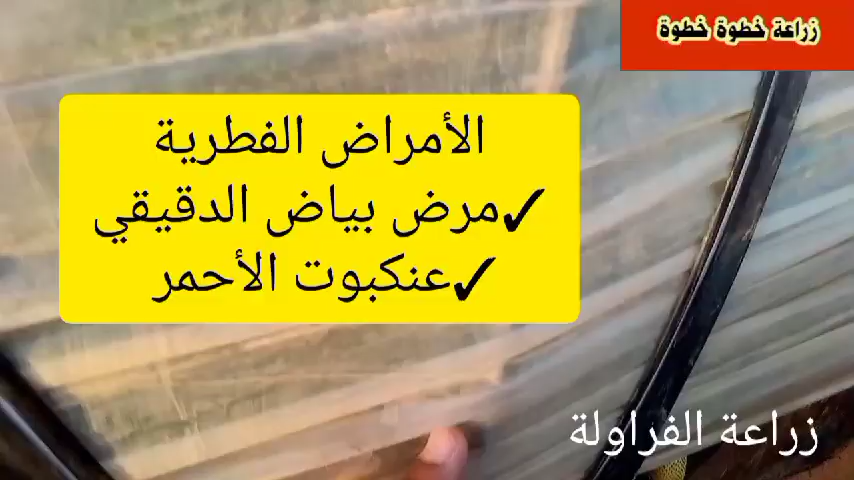 زراعة خطوة خطوة
الأمراض الفطرية
✓مرض بياض الدقيقي
✓عنكبوت الأحمر
زراعة الفراولة